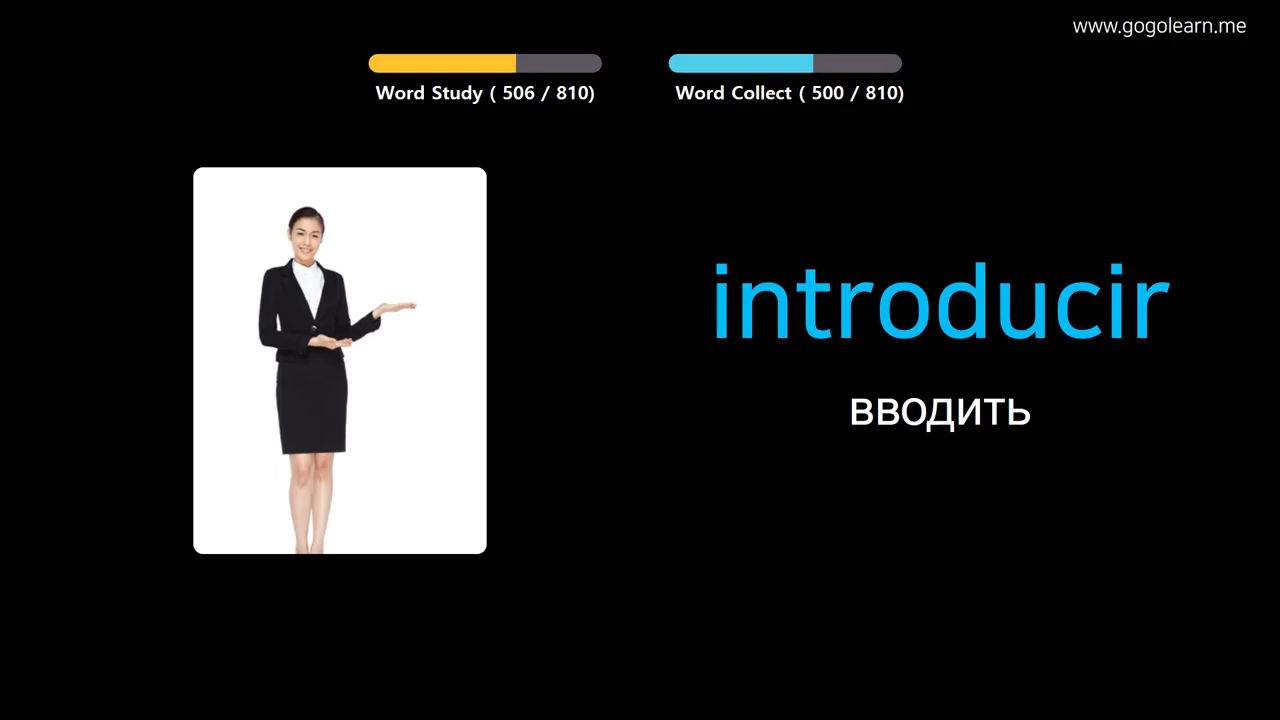 www.gogolearn.me
Word Study ( 506 / 810)
Word Collect ( 500 / 810)
introducir
вводить